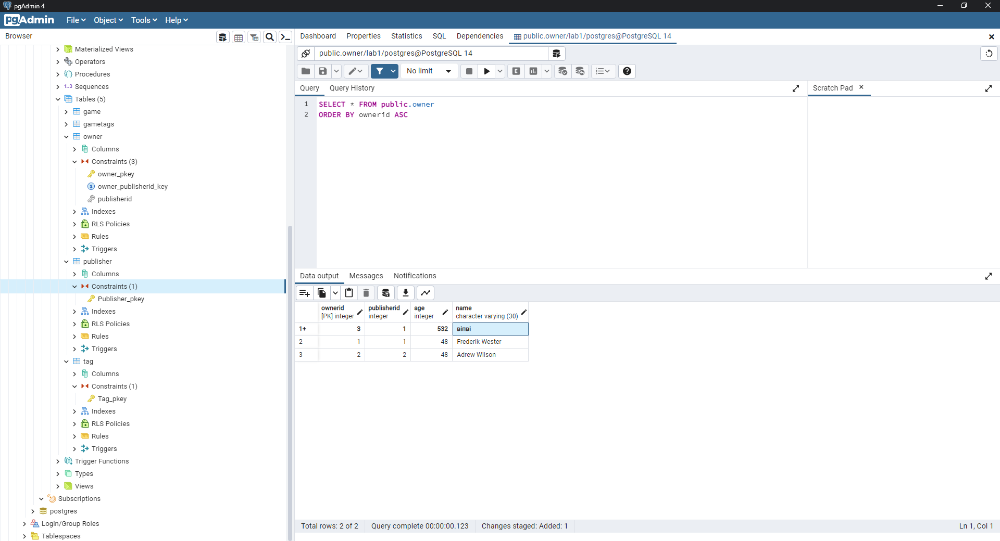 pgAdmin 4
pgAdmin
File Object Tools Help
Browser
Dashboard Properties Statistics SQL Dependencies public.owner/lab1/postgres@PostgreSQL 14
Materialized Views
Operators
Procedures
1..3 Sequences
Tables (5)
game
gametags
owner
Columns
Constraints (3)
owner_pkey
owner_publisherid_key
publisherid
Indexes
RLS Policies
Rules
Triggers
publisher
Columns
Constraints (1)
Publisher_pkey
Indexes
RLS Policies
Rules
Triggers
tag
Columns
Constraints (1)
Tag_pkey
Indexes
RLS Policies
Rules
Triggers
Trigger Functions
Types
Views
Subscriptions
postgres
Login/Group Roles
Tablespaces
public.owner/lab1/postgres@PostgreSQL 14
No limit
E
Query Query History
Scratch Pad
1 SELECT * FROM public.owner
2 ORDER BY ownerid ASC
Data output Messages Notifications
ownerid publisherid age name
[PK] integer integer integer character varying (30)
1+ 3 1 532 віпві
2 1 1 48 Frederik Wester
3 2 2 48 Adrew Wilson
Total rows: 2 of 2 Query complete 00:00:00.123 Changes staged: Added: 1 Ln 1, Col 1